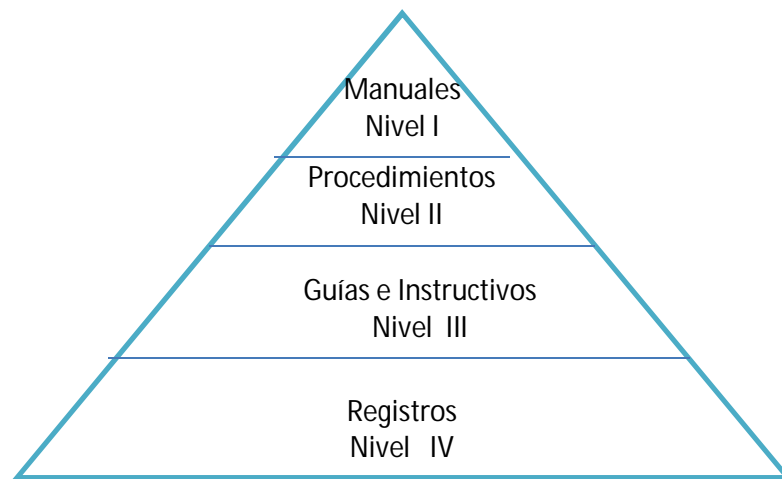 Manuales
Nivel I
Procedimientos
Nivel II
Guías e Instructivos
Nivel III
Registros
Nivel IV